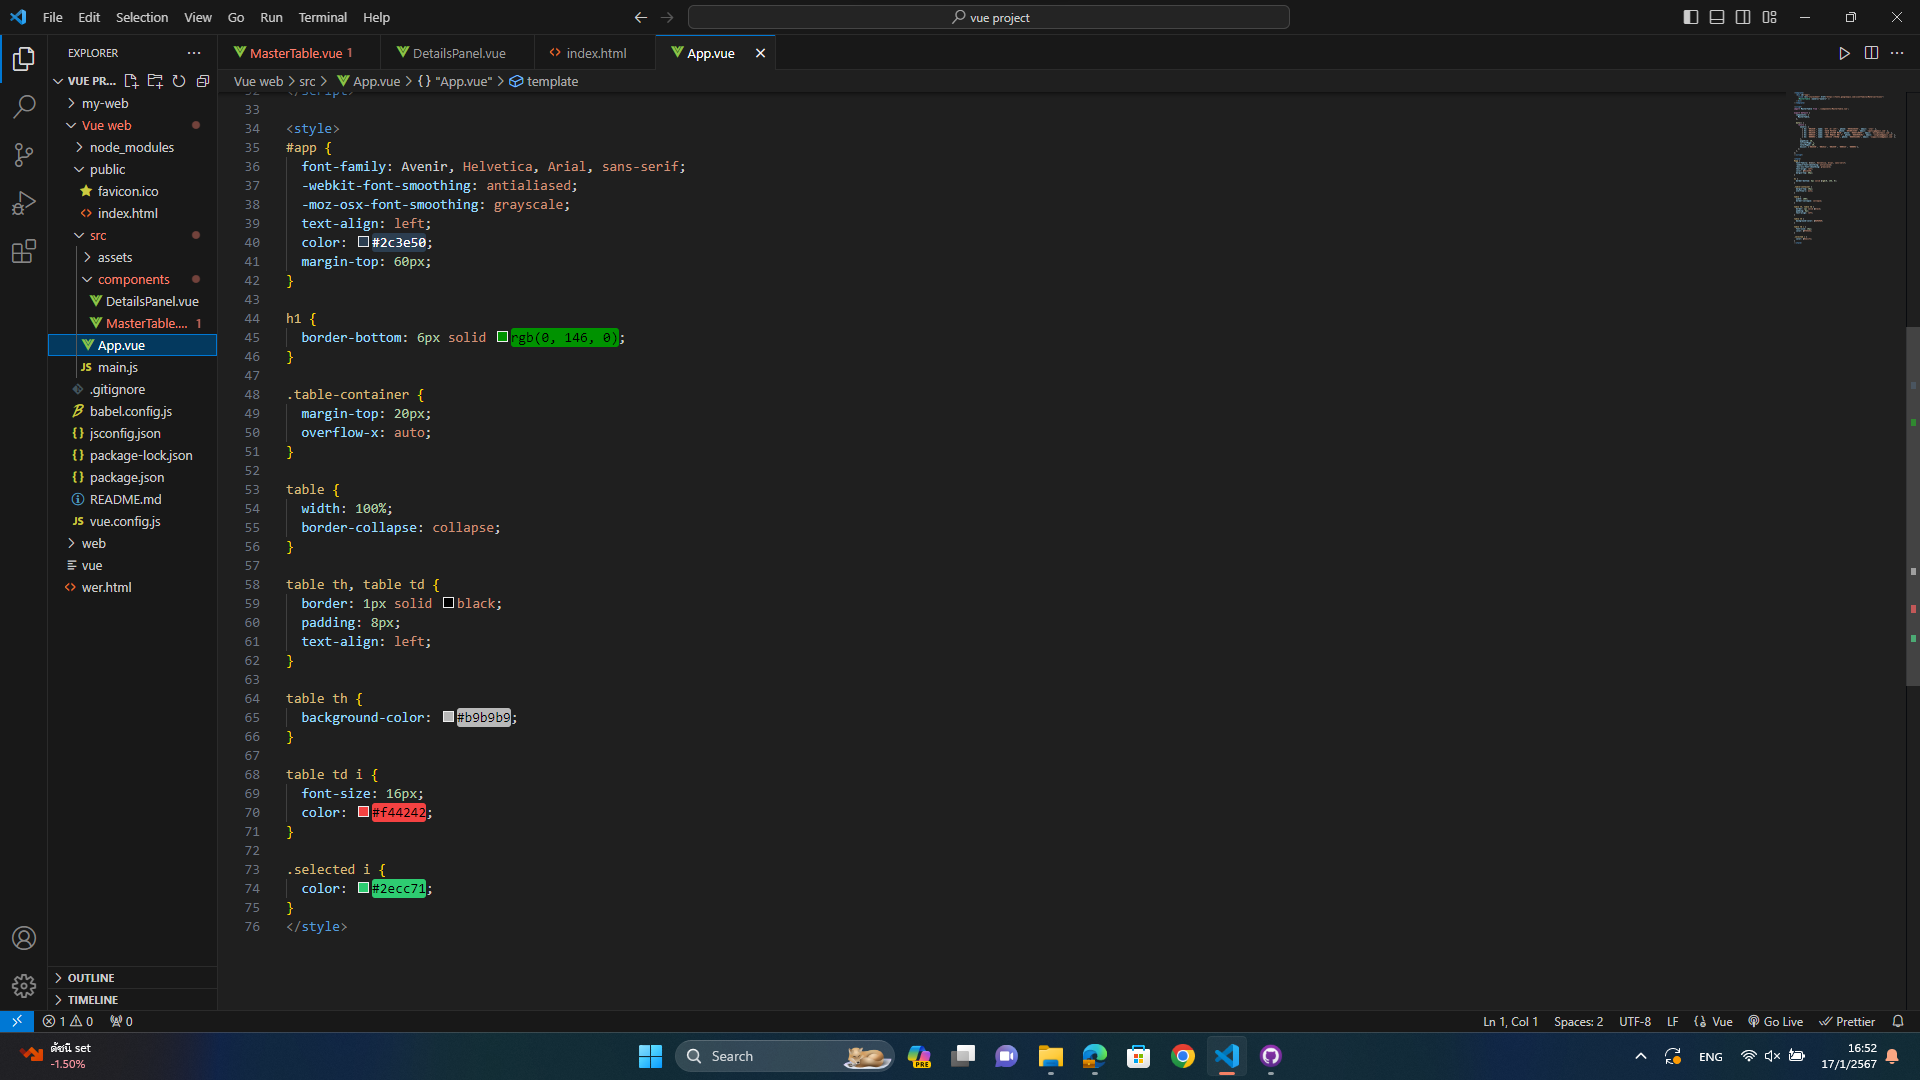 File Edit Selection View Go Run Terminal Help
vue project
EXPLORER
MasterTable.vue 1
DetailsPanel.vue
index.html
App.vue
VUE PR...
Vue web > src > App.vue > {} "App.vue" > template
my-web
Vue web
node_modules
public
favicon.ico
index.html
src
assets
components
DetailsPanel.vue
MasterTable.... 1
App.vue
main.js
.gitignore
babel.config.js
jsconfig.json
package-lock.json
package.json
README.md
vue.config.js
web
vue
wer.html
OUTLINE
TIMELINE
32 </script>
33
34 <style>
35 #app {
36 font-family: Avenir, Helvetica, Arial, sans-serif;
37 -webkit-font-smoothing: antialiased;
38 -moz-osx-font-smoothing: grayscale;
39 text-align: left;
40 color: #2c3e50;
41 margin-top: 60px;
42 }
43
44 h1 {
45 border-bottom: 6px solid rgb(0, 146, 0);
46 }
47
48 .table-container {
49 margin-top: 20px;
50 overflow-x: auto;
51 }
52
53 table {
54 width: 100%;
55 border-collapse: collapse;
56 }
57
58 table th, table td {
59 border: 1px solid black;
60 padding: 8px;
61 text-align: left;
62 }
63
64 table th {
65 background-color: #b9b9b9;
66 }
67
68 table td i {
69 font-size: 16px;
70 color: #f44242;
71 }
72
73 .selected i {
74 color: #2ecc71;
75 }
76 </style>
1 0 0
Ln 1, Col 1 Spaces: 2 UTF-8 LF {} Vue Go Live Prettier
ดัชนี set
-1.50%
Search
PRE
ENG
16:52
17/1/2567